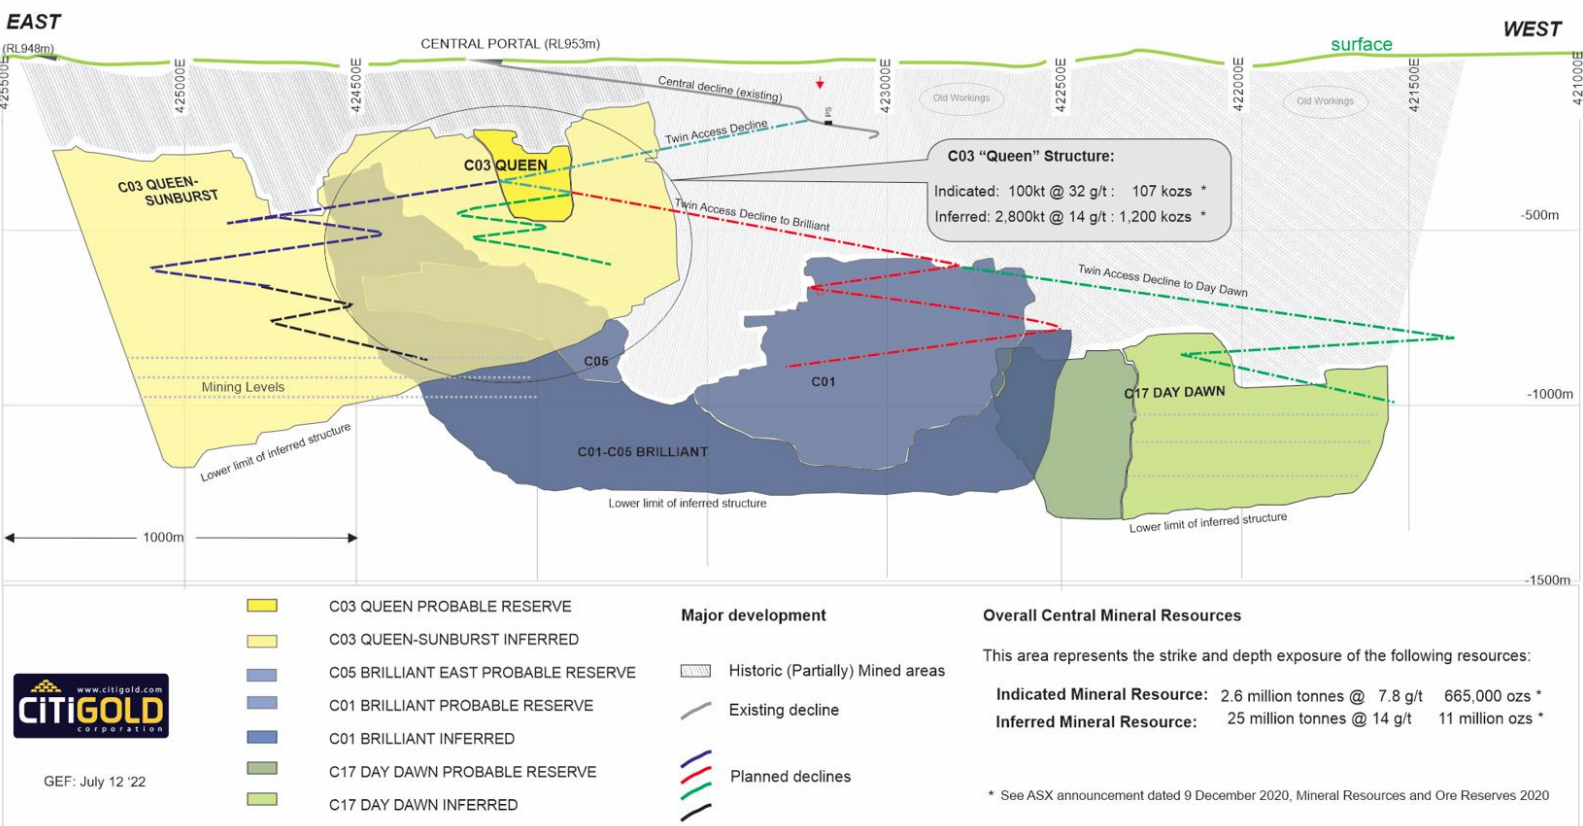 EAST
WEST
(RL948m)
CENTRAL PORTAL (RL953m)
surface
425500E
425000E
424500E
423000E
422500E
422000E
421500E
421000E
Central decline (existing)
PS
Old Workings
Old Workings
Twin Access Decline
C03 QUEEN
C03 QUEEN-
SUNBURST
C03 “Queen” Structure:
Indicated: 100kt @ 32 g/t : 107 kozs *
Inferred: 2,800kt @ 14 g/t : 1,200 kozs *
Twin Access Decline to Brilliant
-500m
Twin Access Decline to Day Dawn
C05
C01
Mining Levels
C17 DAY DAWN
-1000m
C01-C05 BRILLIANT
Lower limit of inferred structure
Lower limit of inferred structure
Lower limit of inferred structure
1000m
-1500m
C03 QUEEN PROBABLE RESERVE
C03 QUEEN-SUNBURST INFERRED
C05 BRILLIANT EAST PROBABLE RESERVE
C01 BRILLIANT PROBABLE RESERVE
C01 BRILLIANT INFERRED
C17 DAY DAWN PROBABLE RESERVE
C17 DAY DAWN INFERRED
www.citigold.com
CiTiGOLD
corporation
GEF: July 12 '22
Major development
Historic (Partially) Mined areas
Existing decline
Planned declines
Overall Central Mineral Resources
This area represents the strike and depth exposure of the following resources:
Indicated Mineral Resource: 2.6 million tonnes @ 7.8 g/t 665,000 ozs *
Inferred Mineral Resource: 25 million tonnes @ 14 g/t 11 million ozs *
* See ASX announcement dated 9 December 2020, Mineral Resources and Ore Reserves 2020